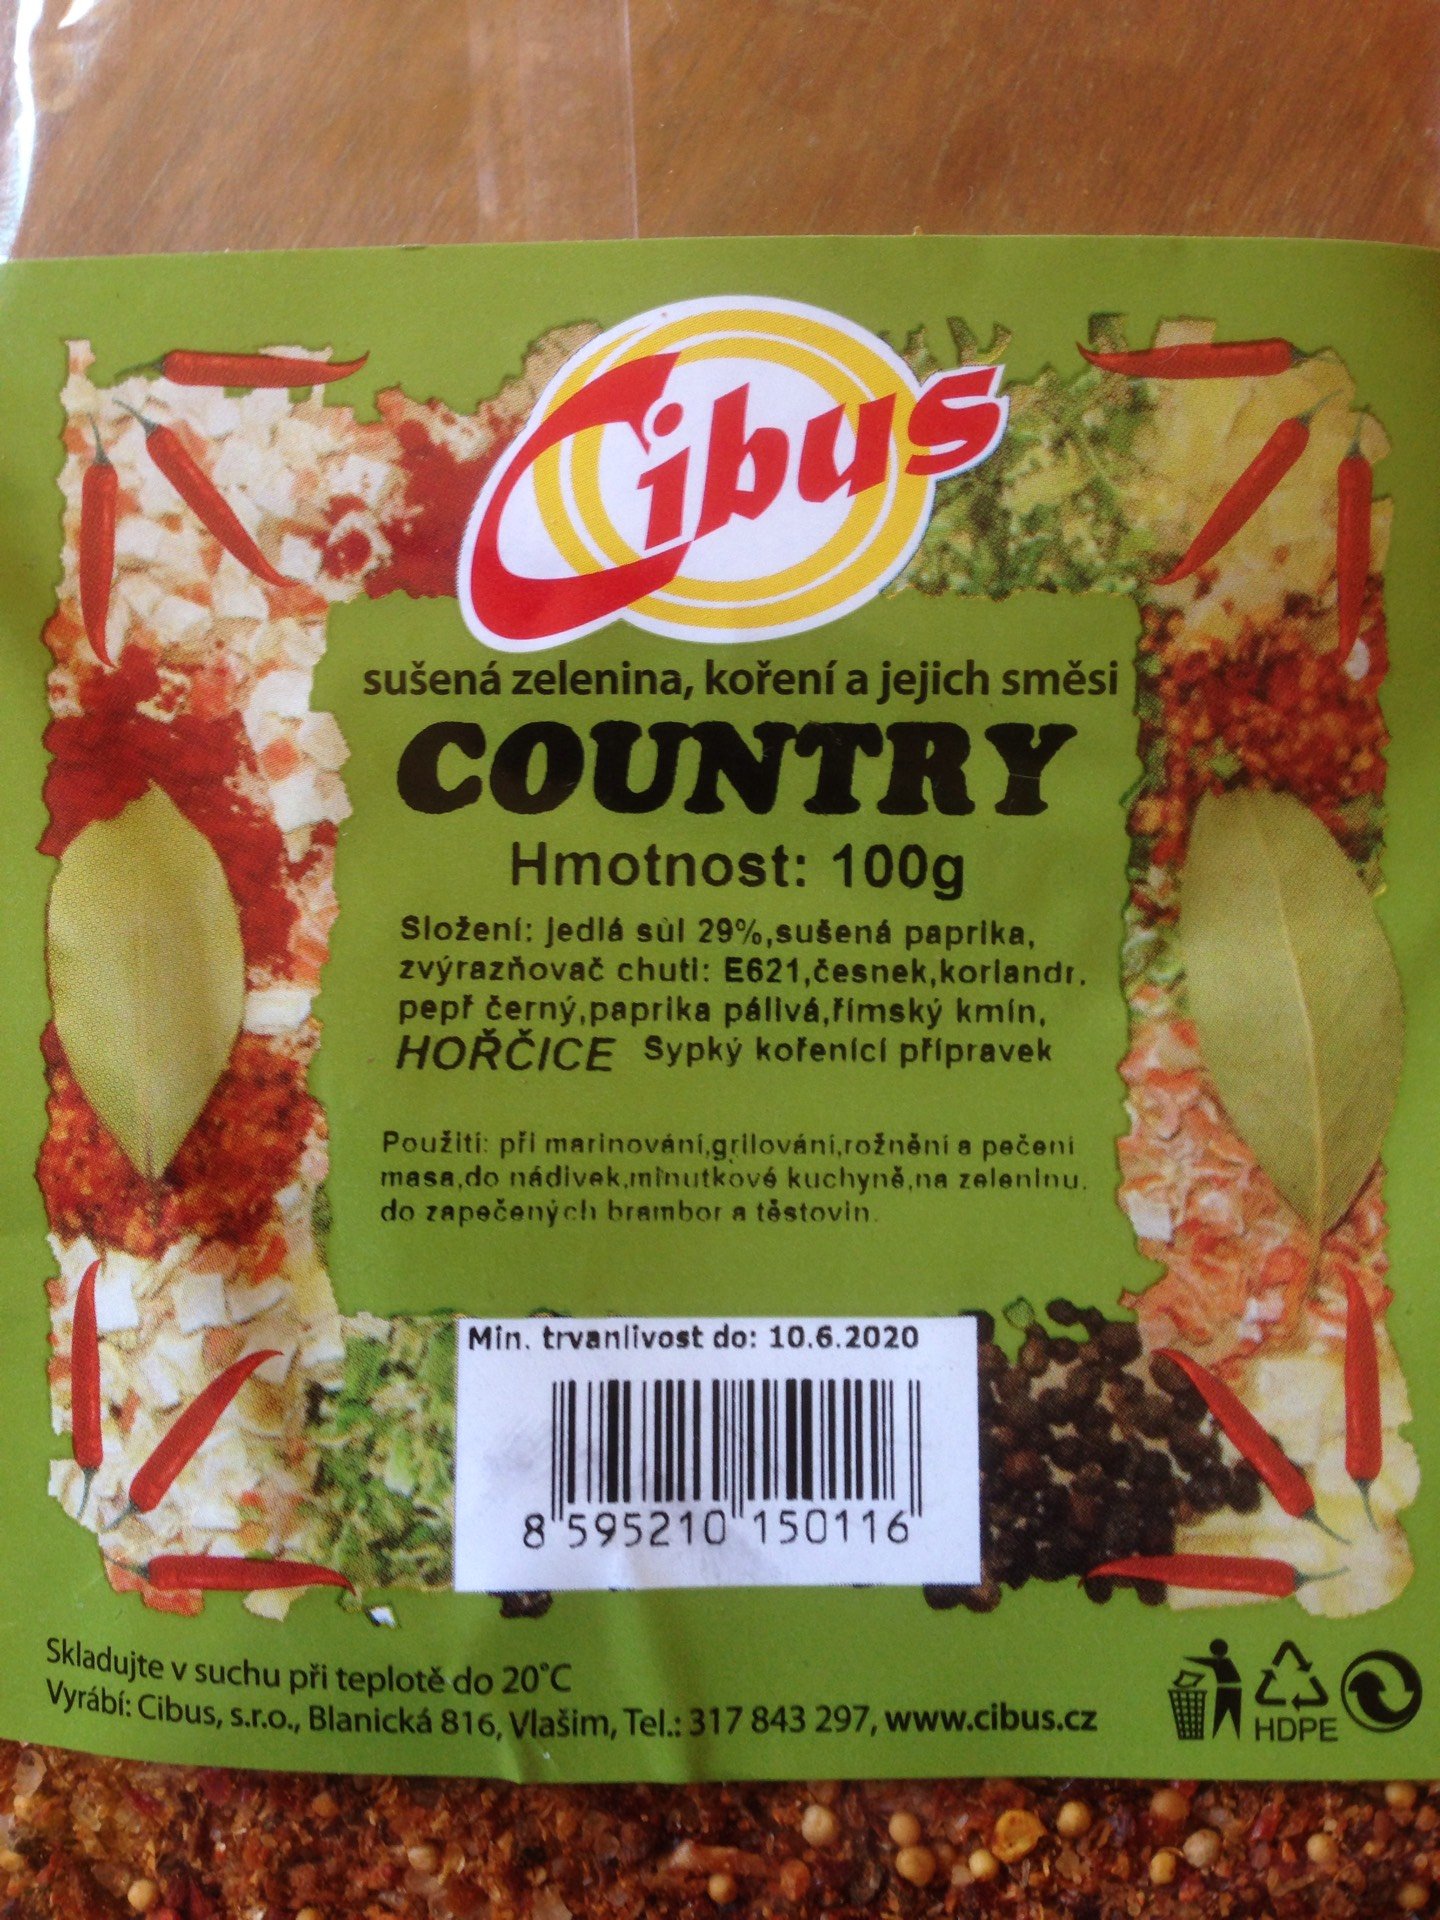 Cibus
sušená zelenina, koření a jejich směsi
COUNTRY
Hmotnost: 100g
Složení: jedlá sůl 29%,sušená paprika,
zvýrazňovač chuti: E621,česnek,koriandr,
pepř černý,paprika pálivá,římský kmín,
HOŘČICE Sypký kořenící přípravek
Použití: při marinování,grilování,rožnění a pečení
masa,do nádivek,minutkové kuchyně,na zeleninu,
do zapečených brambor a těstovin.
Min. trvanlivost do: 10.6.2020
8 595210 150116
Skladujte v suchu při teplotě do 20°C
Vyrábí: Cibus, s.r.o., Blanická 816, Vlašim, Tel.: 317 843 297, www.cibus.cz
HDPE